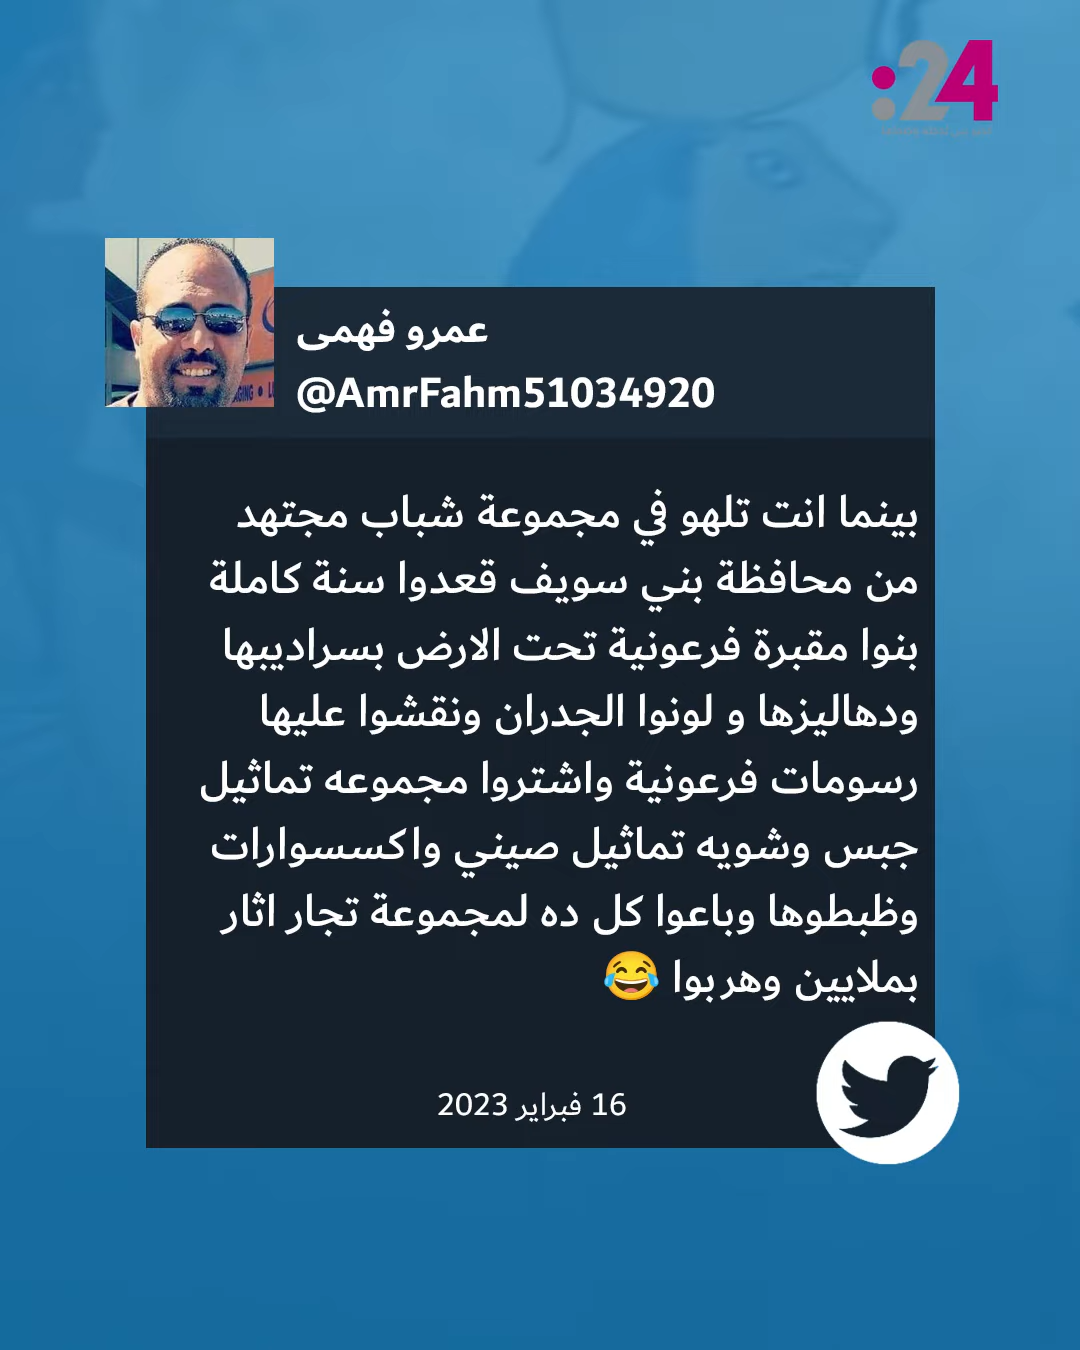 :24
عمرو فهمى
@AmrFahm51034920
بينما انت تلهو في مجموعة شباب مجتهد
من محافظة بني سويف قعدوا سنة كاملة
بنوا مقبرة فرعونية تحت الارض بسراديبها
ودهاليزها و لونوا الجدران ونقشوا عليها
رسومات فرعونية واشتروا مجموعه تماثيل
جبس وشويه تماثيل صيني واكسسوارات
وظبطوها وباعوا كل ده لمجموعة تجار اثار
بملايين وهربوا 😂
16 فبراير 2023